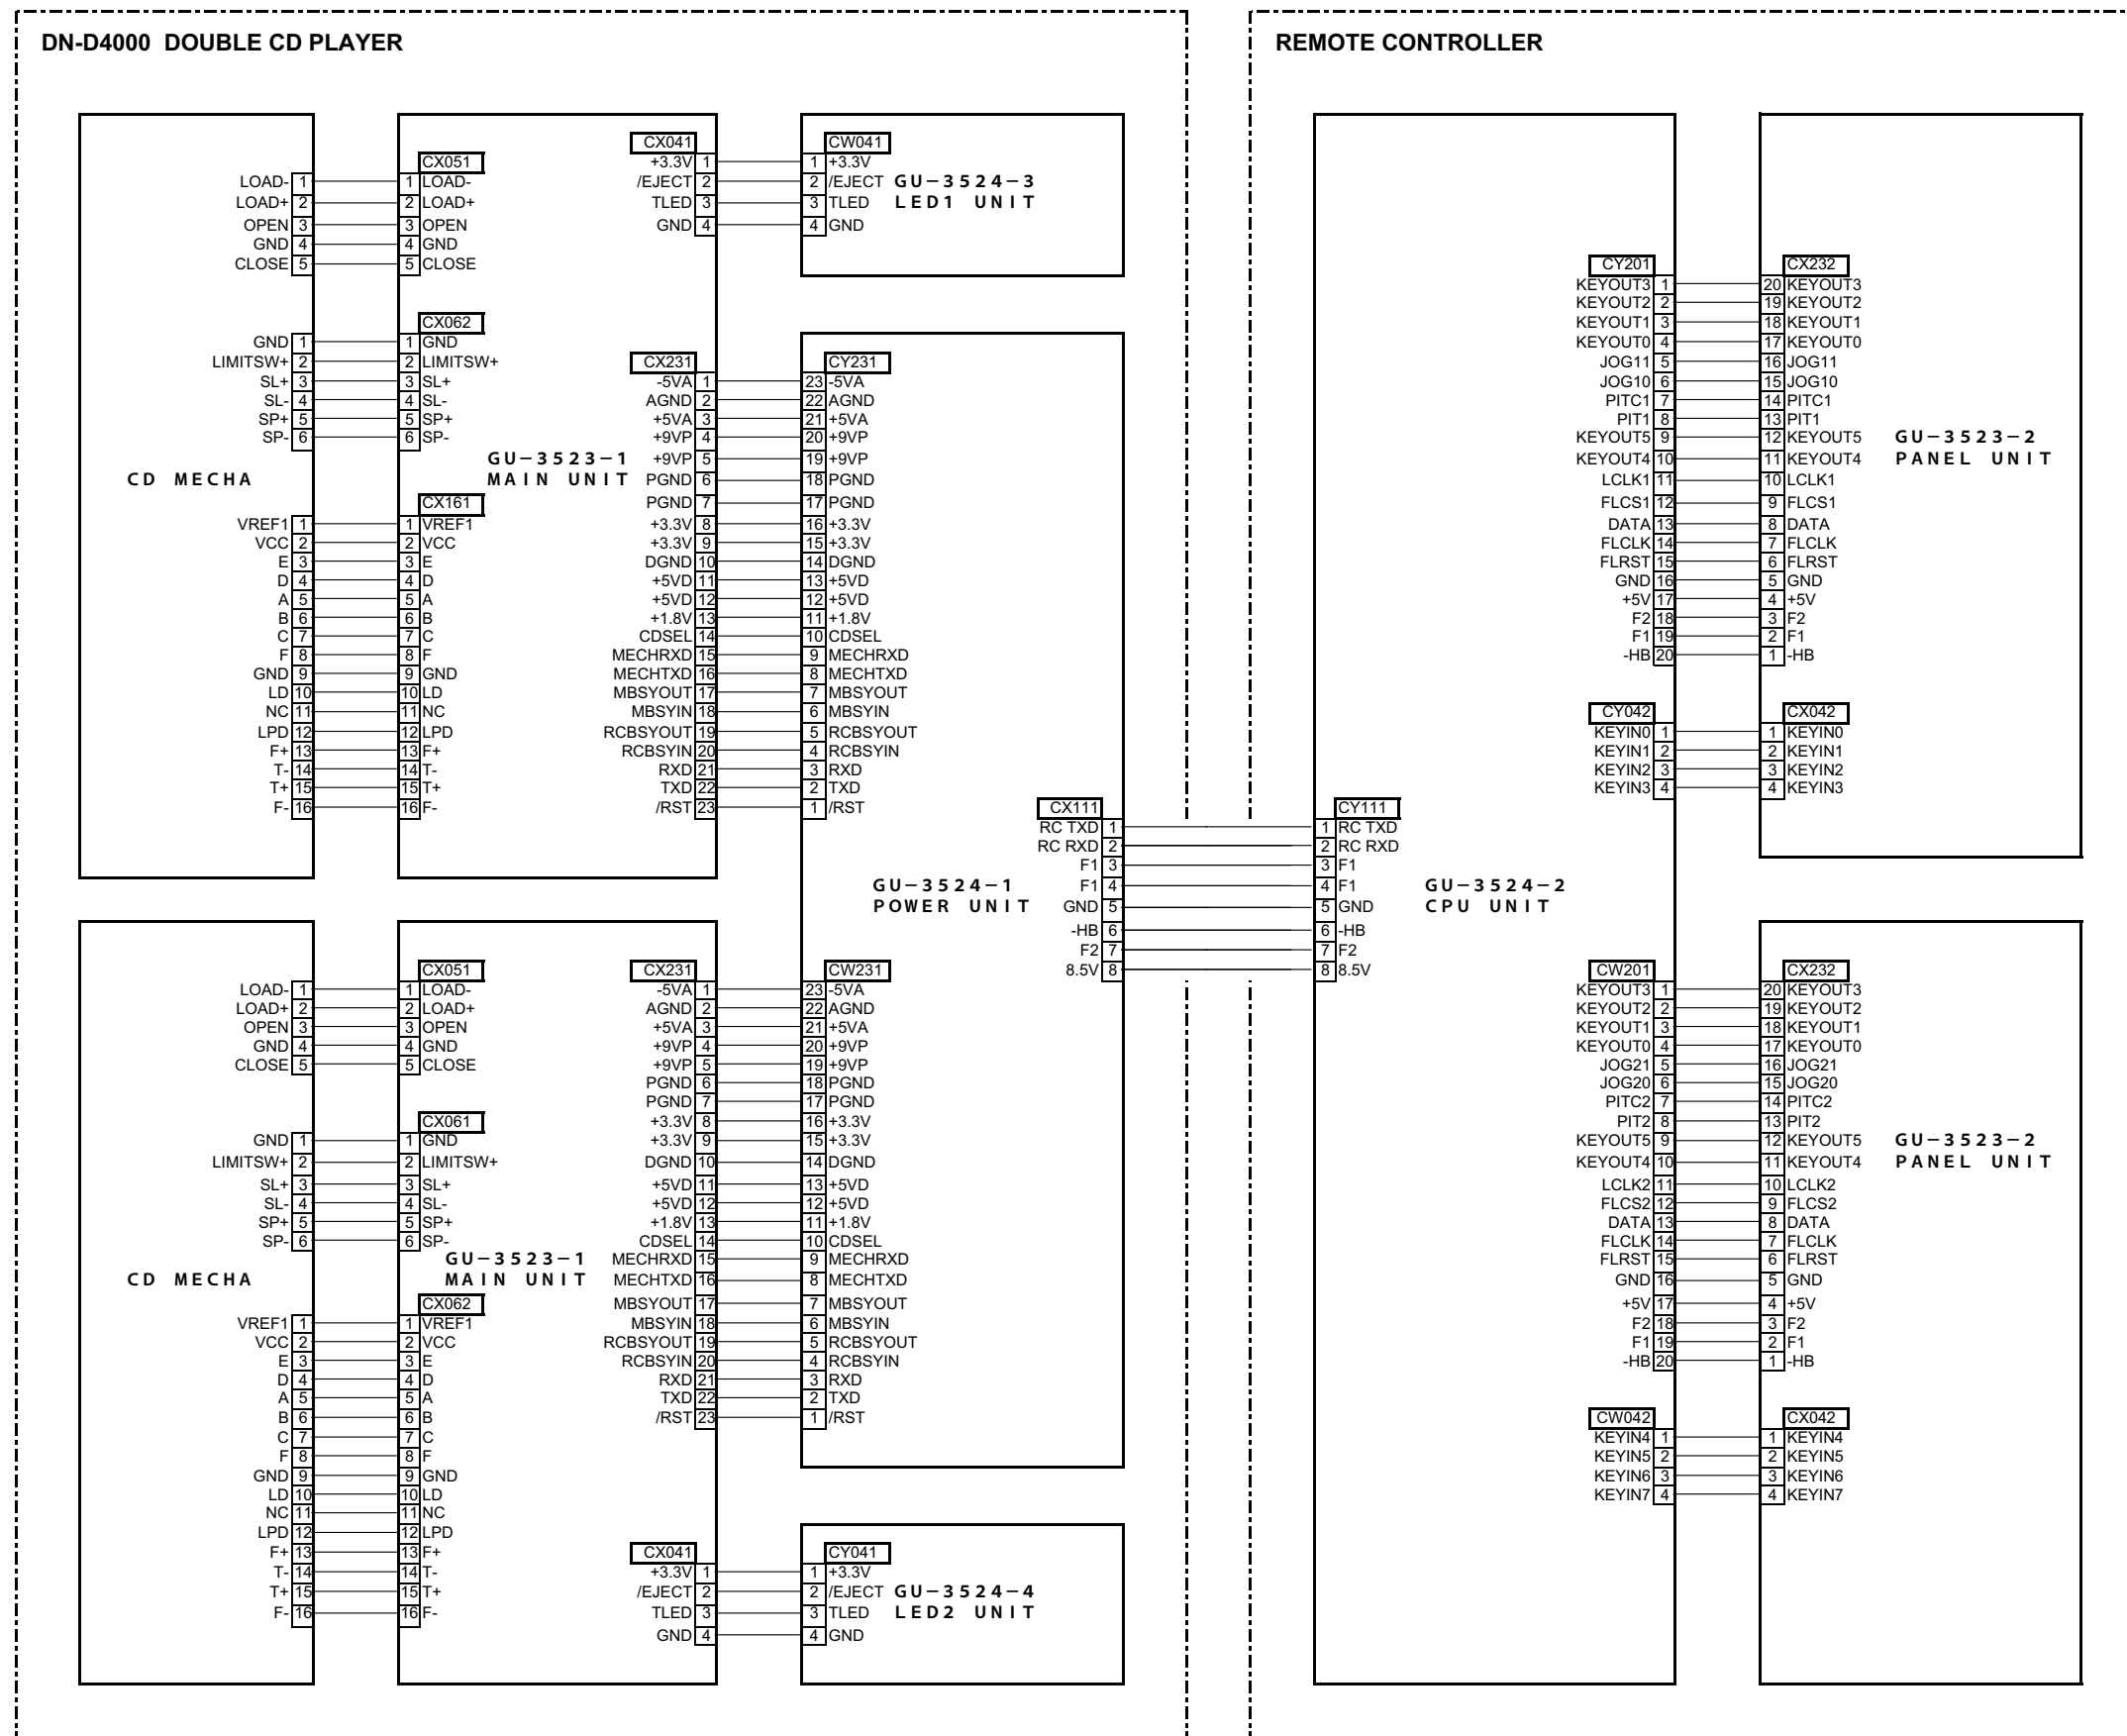 DN-D4000 DOUBLE CD PLAYER
REMOTE CONTROLLER
CD MECHA
LOAD- 1
LOAD+ 2
OPEN 3
GND 4
CLOSE 5
GND 1
LIMITSW+ 2
SL+ 3
SL- 4
SP+ 5
SP- 6
VREF1 1
VCC 2
E 3
D 4
A 5
B 6
C 7
F 8
GND 9
LD 10
NC 11
LPD 12
F+ 13
T- 14
T+ 15
F- 16
GU-3523-1
MAIN UNIT
CX051
1 LOAD-
2 LOAD+
3 OPEN
4 GND
5 CLOSE
CX062
1 GND
2 LIMITSW+
3 SL+
4 SL-
5 SP+
6 SP-
CX161
1 VREF1
2 VCC
3 E
4 D
5 A
6 B
7 C
8 F
9 GND
10 LD
11 NC
12 LPD
13 F+
14 T-
15 T+
16 F-
CX041
+3.3V 1
/EJECT 2
TLED 3
GND 4
CX231
-5VA 1
AGND 2
+5VA 3
+9VP 4
+9VP 5
PGND 6
PGND 7
+3.3V 8
+3.3V 9
DGND 10
+5VD 11
+5VD 12
+1.8V 13
CDSEL 14
MECHRXD 15
MECHTXD 16
MBSYOUT 17
MBSYIN 18
RCBSYOUT 19
RCBSYIN 20
RXD 21
TXD 22
/RST 23
CW041
1 +3.3V
2 /EJECT
3 TLED
4 GND
GU-3524-3
LED1 UNIT
CY231
23 -5VA
22 AGND
21 +5VA
20 +9VP
19 +9VP
18 PGND
17 PGND
16 +3.3V
15 +3.3V
14 DGND
13 +5VD
12 +5VD
11 +1.8V
10 CDSEL
9 MECHRXD
8 MECHTXD
7 MBSYOUT
6 MBSYIN
5 RCBSYOUT
4 RCBSYIN
3 RXD
2 TXD
1 /RST
GU-3524-1
POWER UNIT
CX111
RC TXD 1
RC RXD 2
F1 3
F1 4
GND 5
-HB 6
F2 7
8.5V 8
CY111
1 RC TXD
2 RC RXD
3 F1
4 F1
5 GND
6 -HB
7 F2
8 8.5V
GU-3524-2
CPU UNIT
CY201
KEYOUT3 1
KEYOUT2 2
KEYOUT1 3
KEYOUT0 4
JOG11 5
JOG10 6
PITC1 7
PIT1 8
KEYOUT5 9
KEYOUT4 10
LCLK1 11
FLCS1 12
DATA 13
FLCLK 14
FLRST 15
GND 16
+5V 17
F2 18
F1 19
-HB 20
CY042
KEYIN0 1
KEYIN1 2
KEYIN2 3
KEYIN3 4
CX232
20 KEYOUT3
19 KEYOUT2
18 KEYOUT1
17 KEYOUT0
16 JOG11
15 JOG10
14 PITC1
13 PIT1
12 KEYOUT5
11 KEYOUT4
10 LCLK1
9 FLCS1
8 DATA
7 FLCLK
6 FLRST
5 GND
4 +5V
3 F2
2 F1
1 -HB
GU-3523-2
PANEL UNIT
CX042
1 KEYIN0
2 KEYIN1
3 KEYIN2
4 KEYIN3
CD MECHA
LOAD- 1
LOAD+ 2
OPEN 3
GND 4
CLOSE 5
GND 1
LIMITSW+ 2
SL+ 3
SL- 4
SP+ 5
SP- 6
VREF1 1
VCC 2
E 3
D 4
A 5
B 6
C 7
F 8
GND 9
LD 10
NC 11
LPD 12
F+ 13
T- 14
T+ 15
F- 16
GU-3523-1
MAIN UNIT
CX051
1 LOAD-
2 LOAD+
3 OPEN
4 GND
5 CLOSE
CX061
1 GND
2 LIMITSW+
3 SL+
4 SL-
5 SP+
6 SP-
CX062
1 VREF1
2 VCC
3 E
4 D
5 A
6 B
7 C
8 F
9 GND
10 LD
11 NC
12 LPD
13 F+
14 T-
15 T+
16 F-
CX231
-5VA 1
AGND 2
+5VA 3
+9VP 4
+9VP 5
PGND 6
PGND 7
+3.3V 8
+3.3V 9
DGND 10
+5VD 11
+5VD 12
+1.8V 13
CDSEL 14
MECHRXD 15
MECHTXD 16
MBSYOUT 17
MBSYIN 18
RCBSYOUT 19
RCBSYIN 20
RXD 21
TXD 22
/RST 23
CX041
+3.3V 1
/EJECT 2
TLED 3
GND 4
CW231
23 -5VA
22 AGND
21 +5VA
20 +9VP
19 +9VP
18 PGND
17 PGND
16 +3.3V
15 +3.3V
14 DGND
13 +5VD
12 +5VD
11 +1.8V
10 CDSEL
9 MECHRXD
8 MECHTXD
7 MBSYOUT
6 MBSYIN
5 RCBSYOUT
4 RCBSYIN
3 RXD
2 TXD
1 /RST
CY041
1 +3.3V
2 /EJECT
3 TLED
4 GND
GU-3524-4
LED2 UNIT
CW201
KEYOUT3 1
KEYOUT2 2
KEYOUT1 3
KEYOUT0 4
JOG21 5
JOG20 6
PITC2 7
PIT2 8
KEYOUT5 9
KEYOUT4 10
LCLK2 11
FLCS2 12
DATA 13
FLCLK 14
FLRST 15
GND 16
+5V 17
F2 18
F1 19
-HB 20
CW042
KEYIN4 1
KEYIN5 2
KEYIN6 3
KEYIN7 4
CX232
20 KEYOUT3
19 KEYOUT2
18 KEYOUT1
17 KEYOUT0
16 JOG21
15 JOG20
14 PITC2
13 PIT2
12 KEYOUT5
11 KEYOUT4
10 LCLK2
9 FLCS2
8 DATA
7 FLCLK
6 FLRST
5 GND
4 +5V
3 F2
2 F1
1 -HB
GU-3523-2
PANEL UNIT
CX042
1 KEYIN4
2 KEYIN5
3 KEYIN6
4 KEYIN7